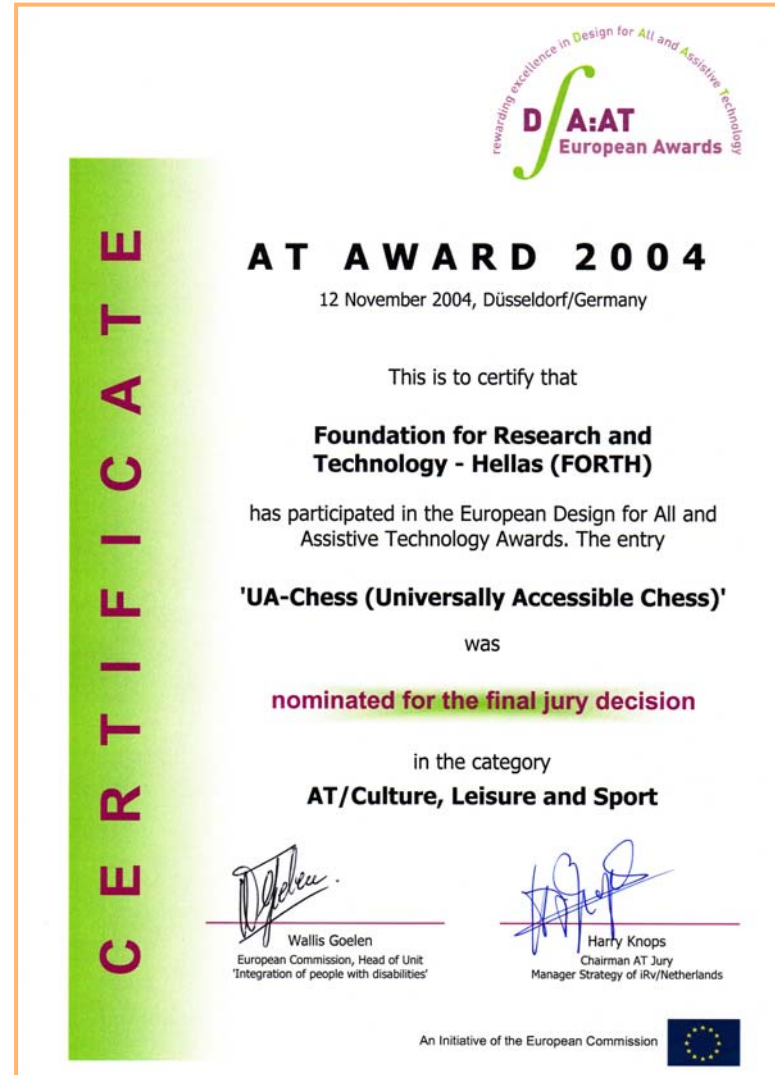 rewarding excellence in Design for All and Assistive Technology
D∫A:AT
European Awards
CERTIFICATE
AT AWARD 2004
12 November 2004, Düsseldorf/Germany
This is to certify that
Foundation for Research and
Technology - Hellas (FORTH)
has participated in the European Design for All and
Assistive Technology Awards. The entry
'UA-Chess (Universally Accessible Chess)'
was
nominated for the final jury decision
in the category
AT/Culture, Leisure and Sport
Wallis Goelen
European Commission, Head of Unit
'Integration of people with disabilities'
Harry Knops
Chairman AT Jury
Manager Strategy of iRv/Netherlands
An Initiative of the European Commission